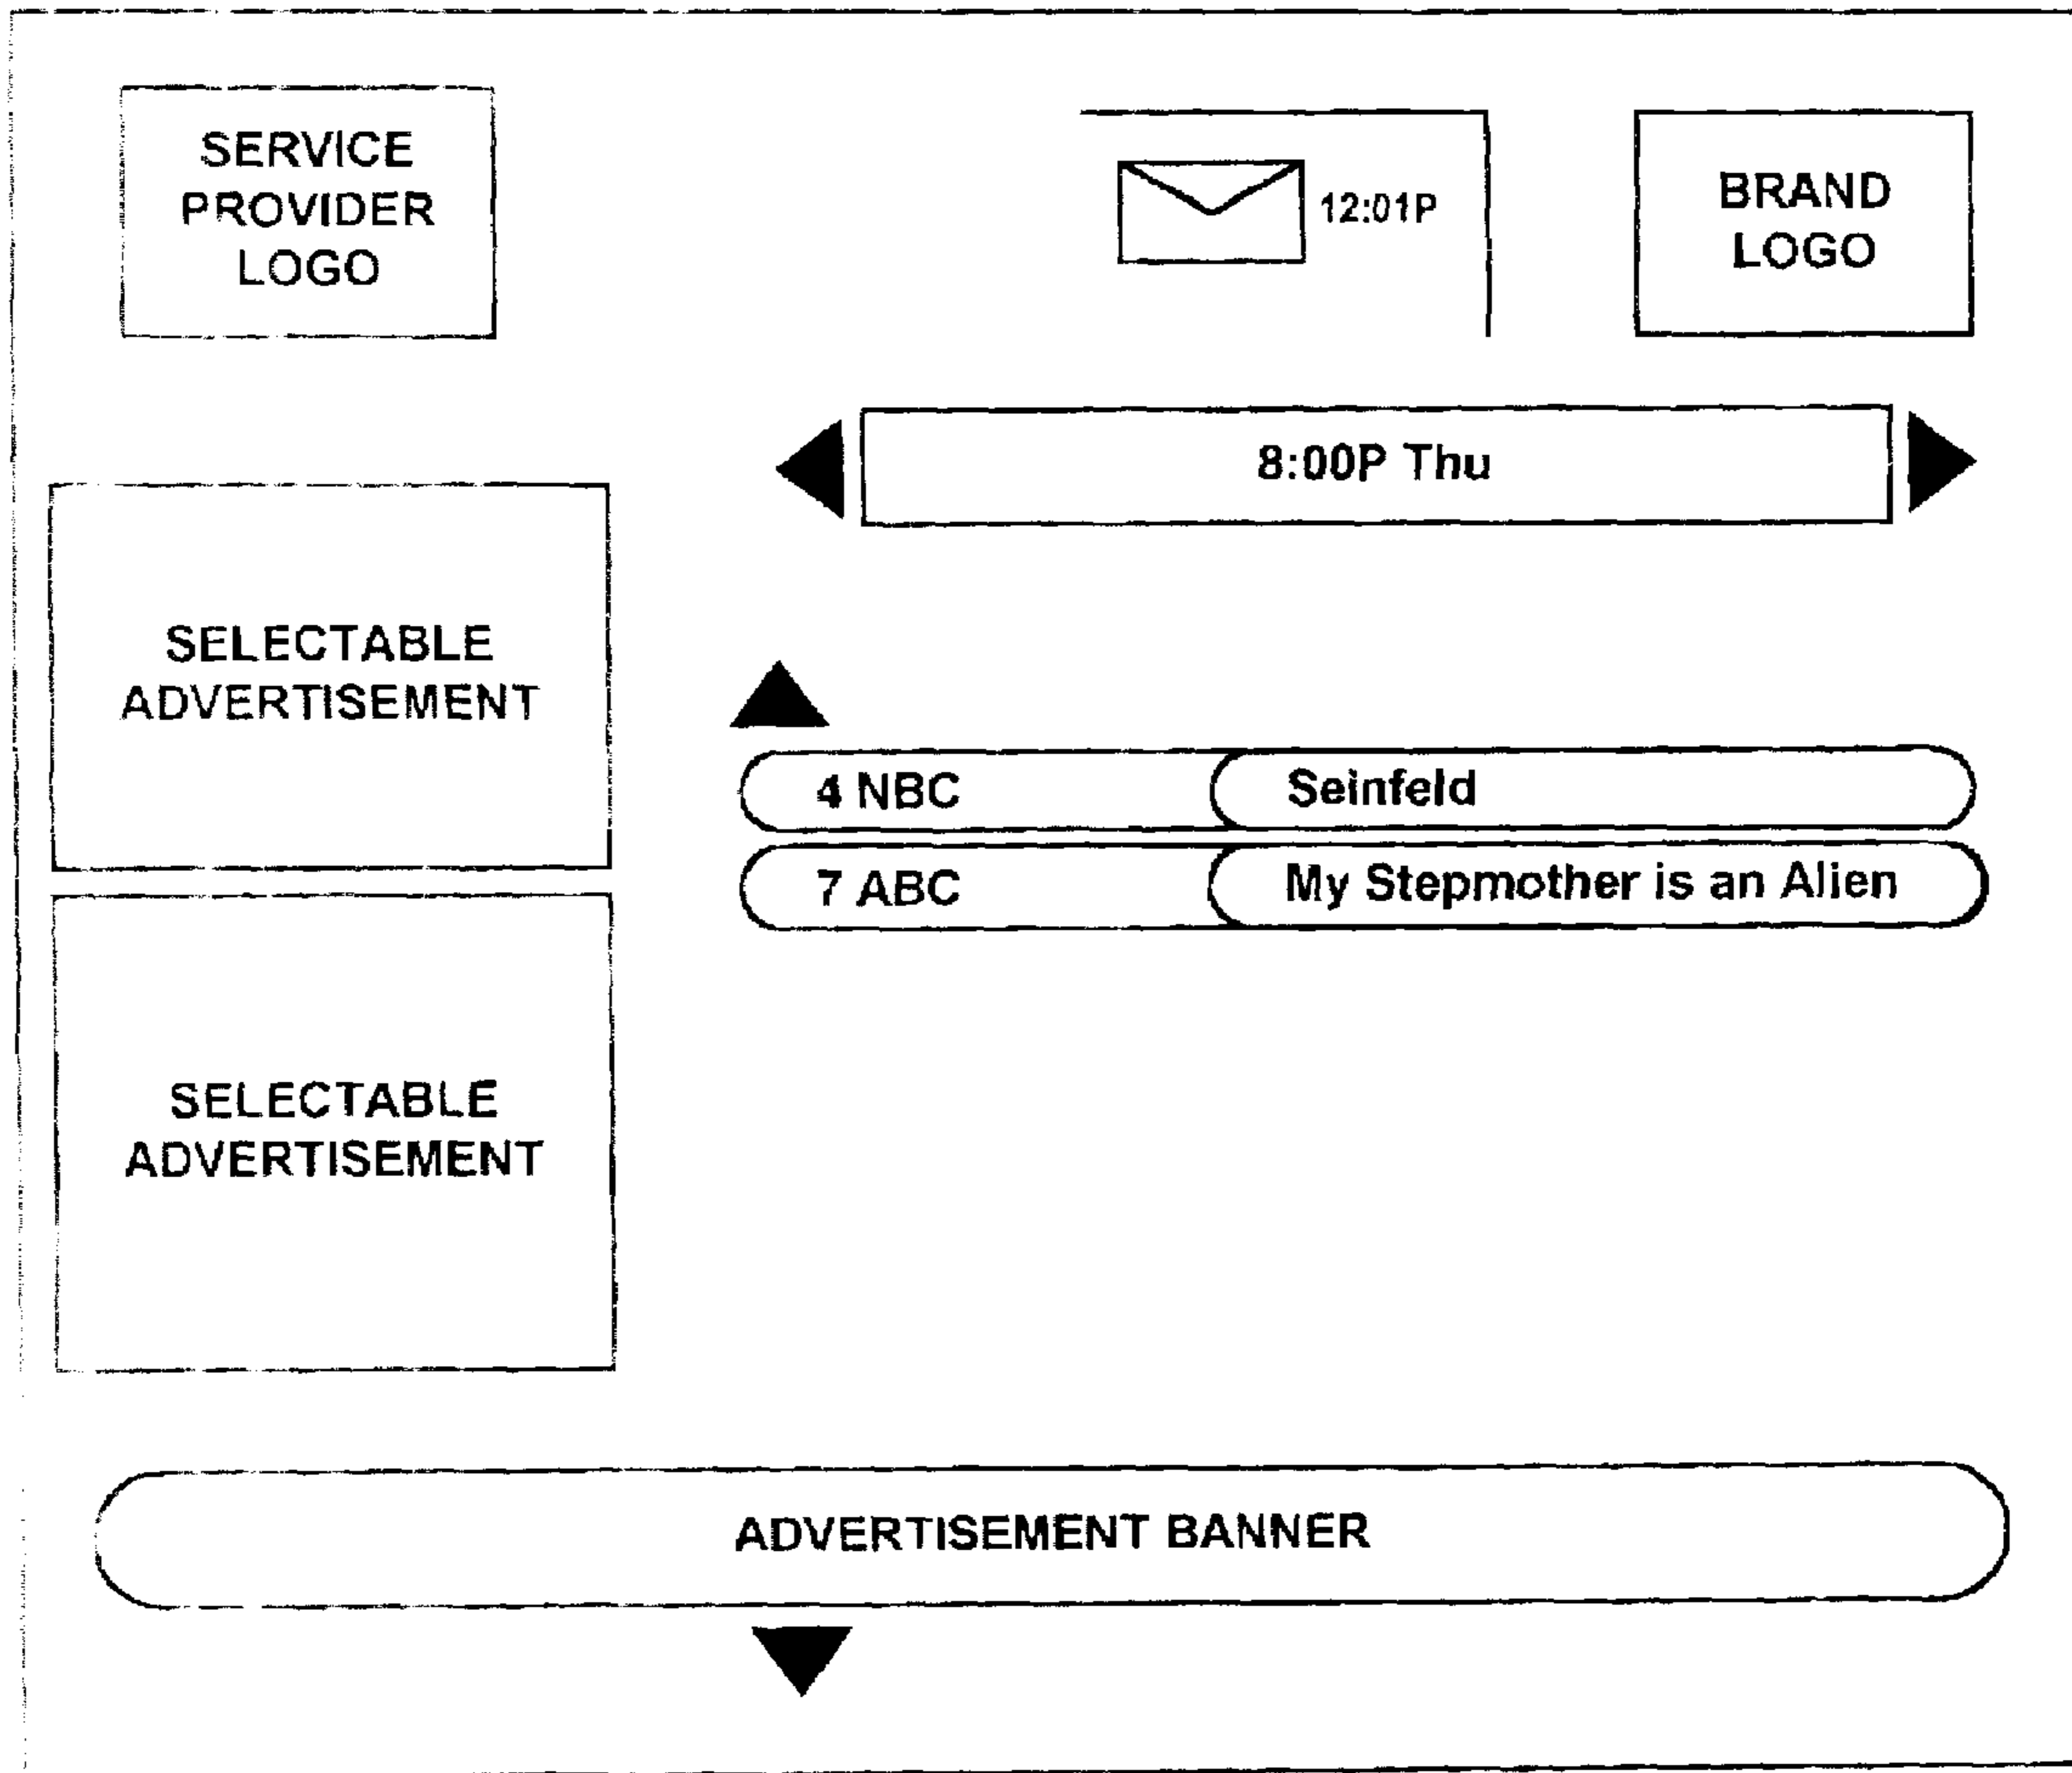 SERVICE
PROVIDER
LOGO
12:01P
BRAND
LOGO
8:00P Thu
SELECTABLE
ADVERTISEMENT
4 NBC Seinfeld
7 ABC My Stepmother is an Alien
SELECTABLE
ADVERTISEMENT
ADVERTISEMENT BANNER